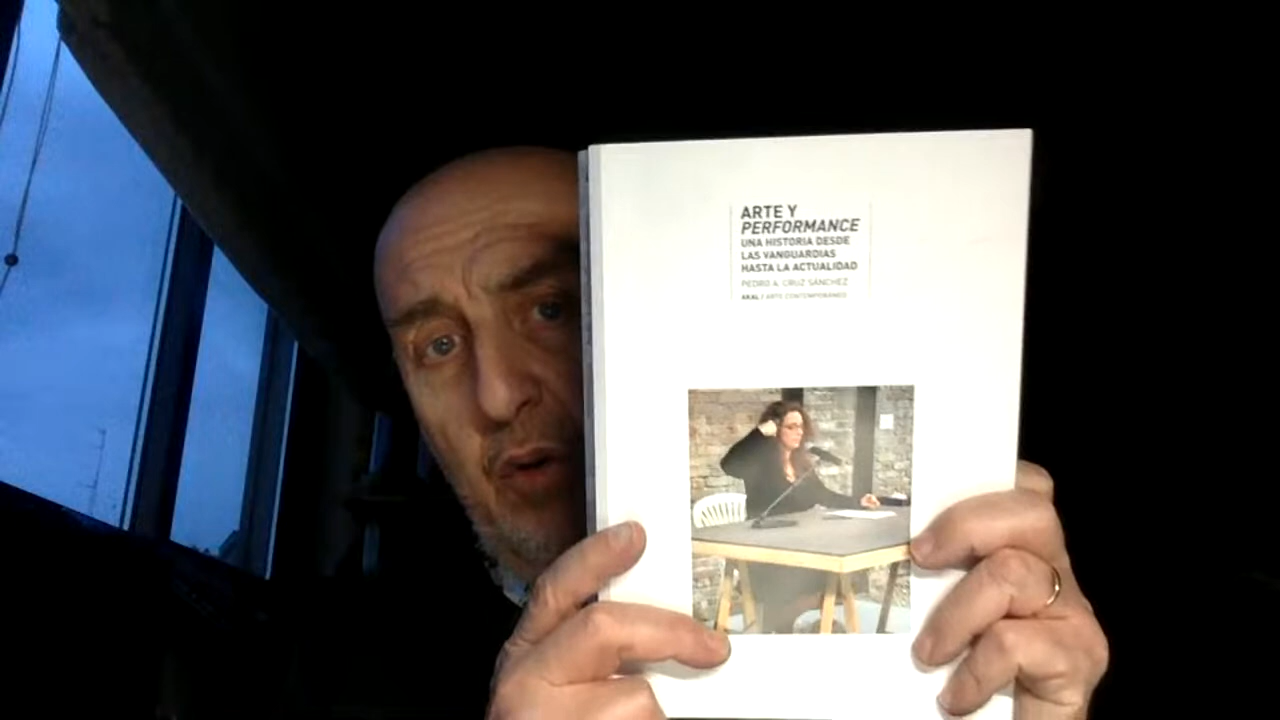 ARTE Y
PERFORMANCE
UNA HISTORIA DESDE
LAS VANGUARDIAS
HASTA LA ACTUALIDAD
PEDRO A. CRUZ SÁNCHEZ
AKAL / ARTE CONTEMPORÁNEO